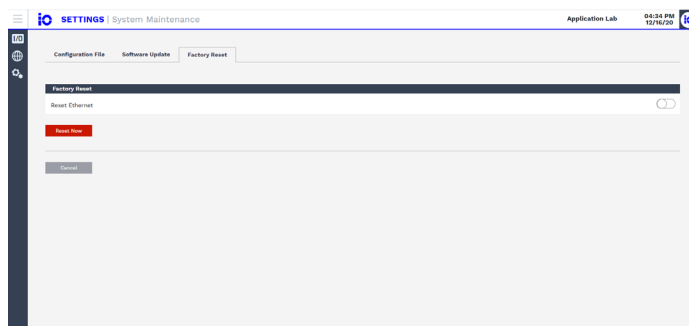 iO SETTINGS | System Maintenance
Application Lab
04:34 PM
12/16/20
I/O
Configuration File Software Update Factory Reset
Factory Reset
Reset Ethernet
Reset Now
Cancel